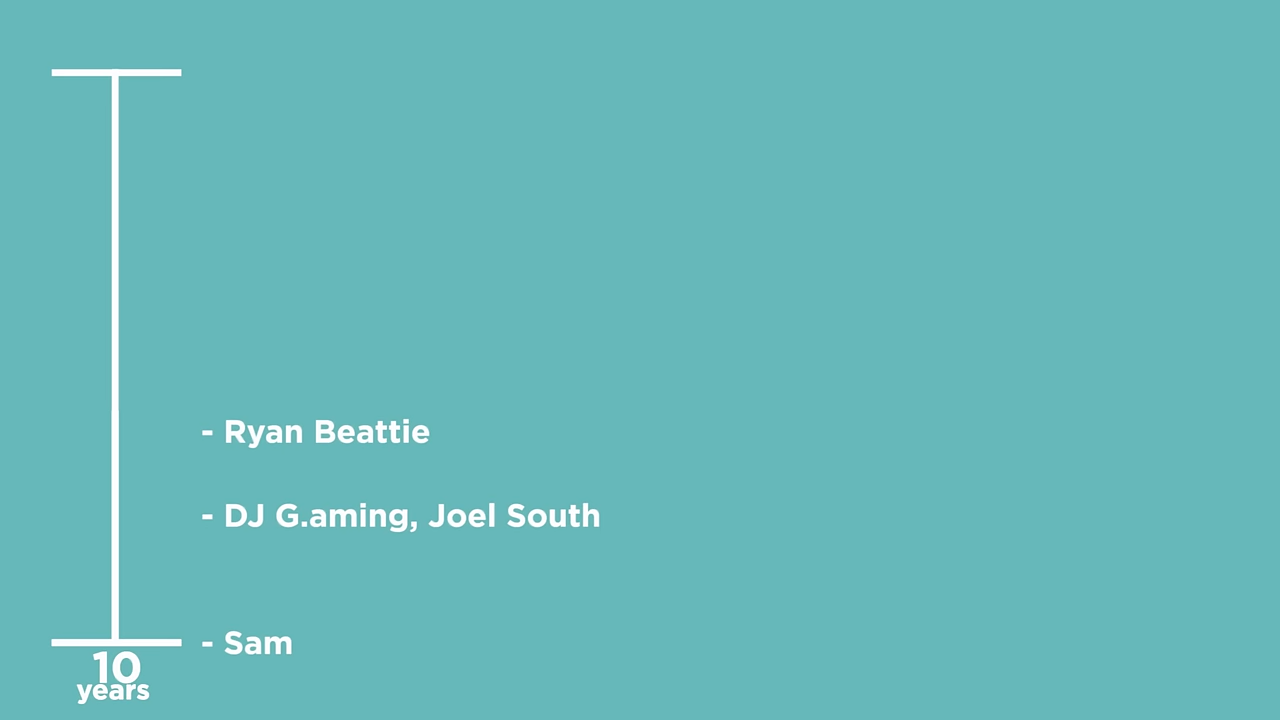 - Ryan Beattie
- DJ G.aming, Joel South
- Sam
10
years